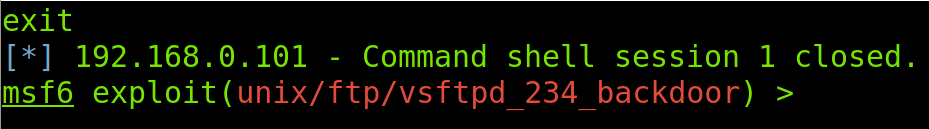 exit
[*] 192.168.0.101 - Command shell session 1 closed.
msf6 exploit(unix/ftp/vsftpd_234_backdoor) >